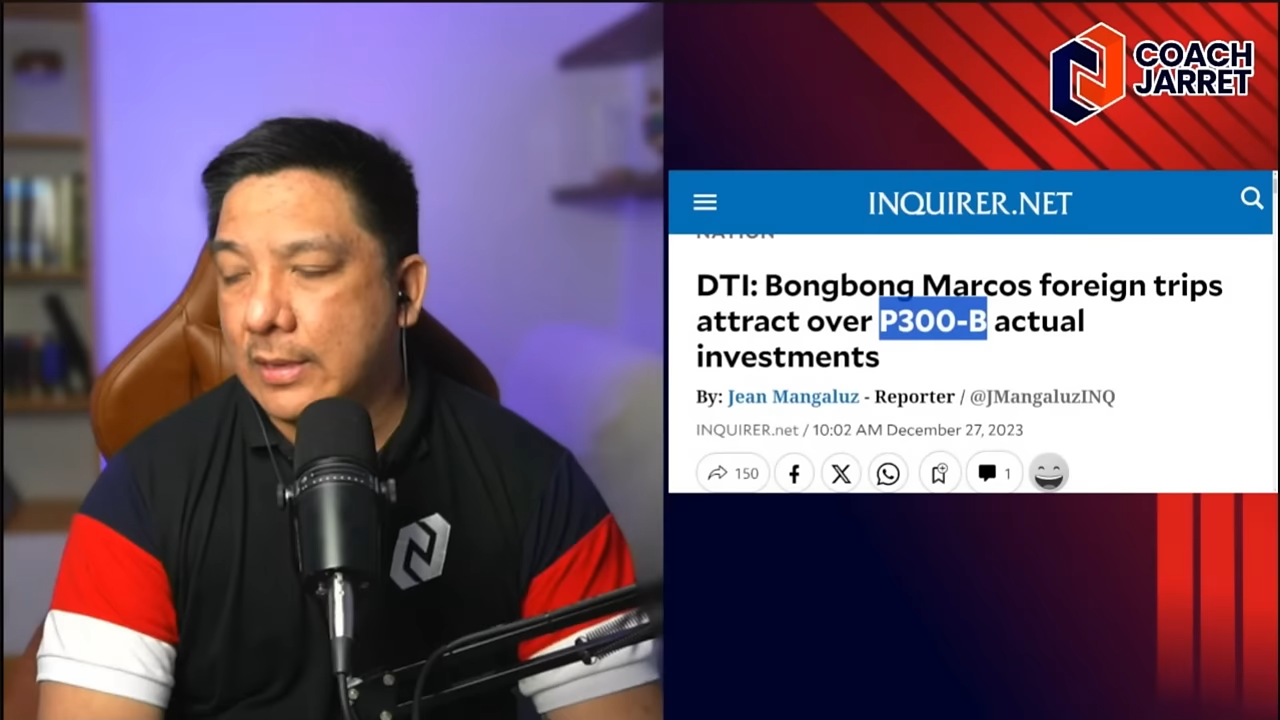 COACH
JARRET
INQUIRER.NET
NATION
DTI: Bongbong Marcos foreign trips
attract over P300-B actual
investments
By: Jean Mangaluz - Reporter / @JMangaluzINQ
INQUIRER.net / 10:02 AM December 27, 2023
150
1